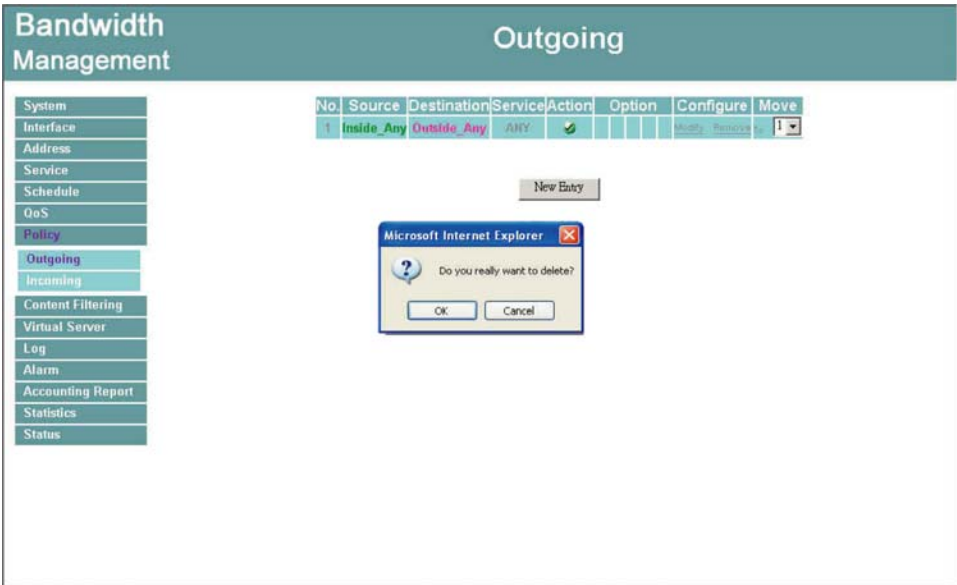 Bandwidth
Management
Outgoing
System
Interface
Address
Service
Schedule
QoS
Policy
Outgoing
Incoming
Content Filtering
Virtual Server
Log
Alarm
Accounting Report
Statistics
Status
No. Source Destination Service Action Option Configure Move
1 Inside_Any Outside_Any ANY Modify Remove To 1
New Entry
Microsoft Internet Explorer
Do you really want to delete?
OK Cancel